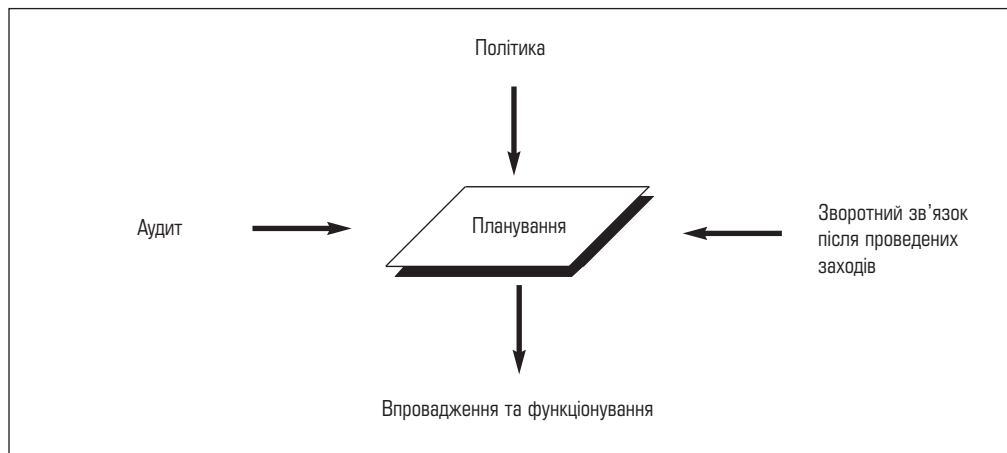 Політика
Аудит
Планування
Зворотний зв’язок
після проведених
заходів
Впровадження та функціонування